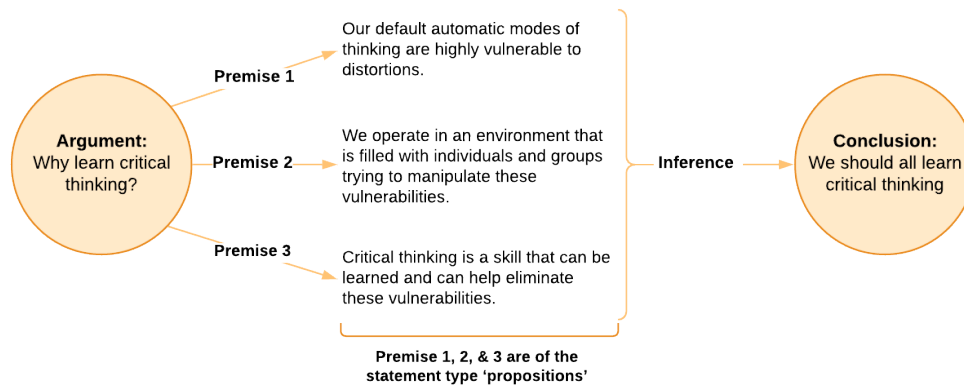 Argument:
Why learn critical
thinking?
Premise 1
Our default automatic modes of
thinking are highly vulnerable to
distortions.
Premise 2
We operate in an environment that
is filled with individuals and groups
trying to manipulate these
vulnerabilities.
Premise 3
Critical thinking is a skill that can be
learned and can help eliminate
these vulnerabilities.
Premise 1, 2, & 3 are of the
statement type ‘propositions’
Inference
Conclusion:
We should all learn
critical thinking